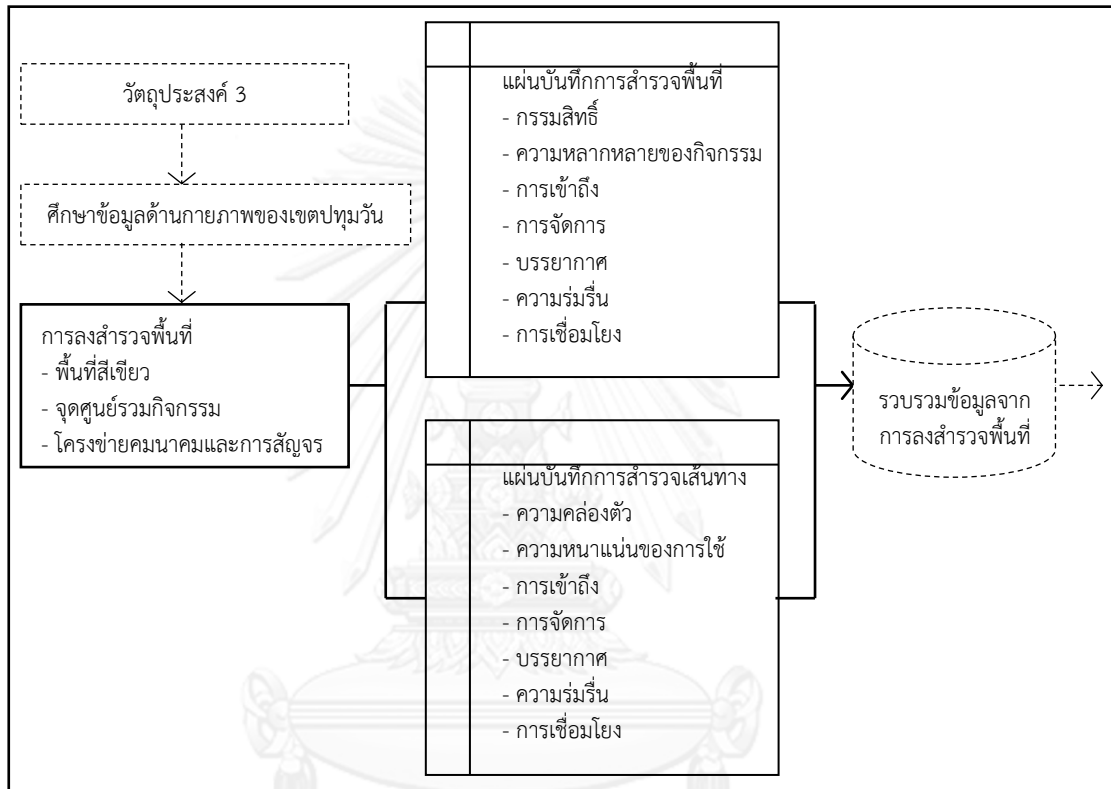 วัตถุประสงค์ 3
ศึกษาข้อมูลด้านกายภาพของเขตปทุมวัน
การลงสำรวจพื้นที่
- พื้นที่สีเขียว
- จุดศูนย์รวมกิจกรรม
- โครงข่ายคมนาคมและการสัญจร
แผ่นบันทึกการสำรวจพื้นที่
- กรรมสิทธิ์
- ความหลากหลายของกิจกรรม
- การเข้าถึง
- การจัดการ
- บรรยากาศ
- ความร่มรื่น
- การเชื่อมโยง
แผ่นบันทึกการสำรวจเส้นทาง
- ความคล่องตัว
- ความหนาแน่นของการใช้
- การเข้าถึง
- การจัดการ
- บรรยากาศ
- ความร่มรื่น
- การเชื่อมโยง
รวบรวมข้อมูลจาก
การลงสำรวจพื้นที่